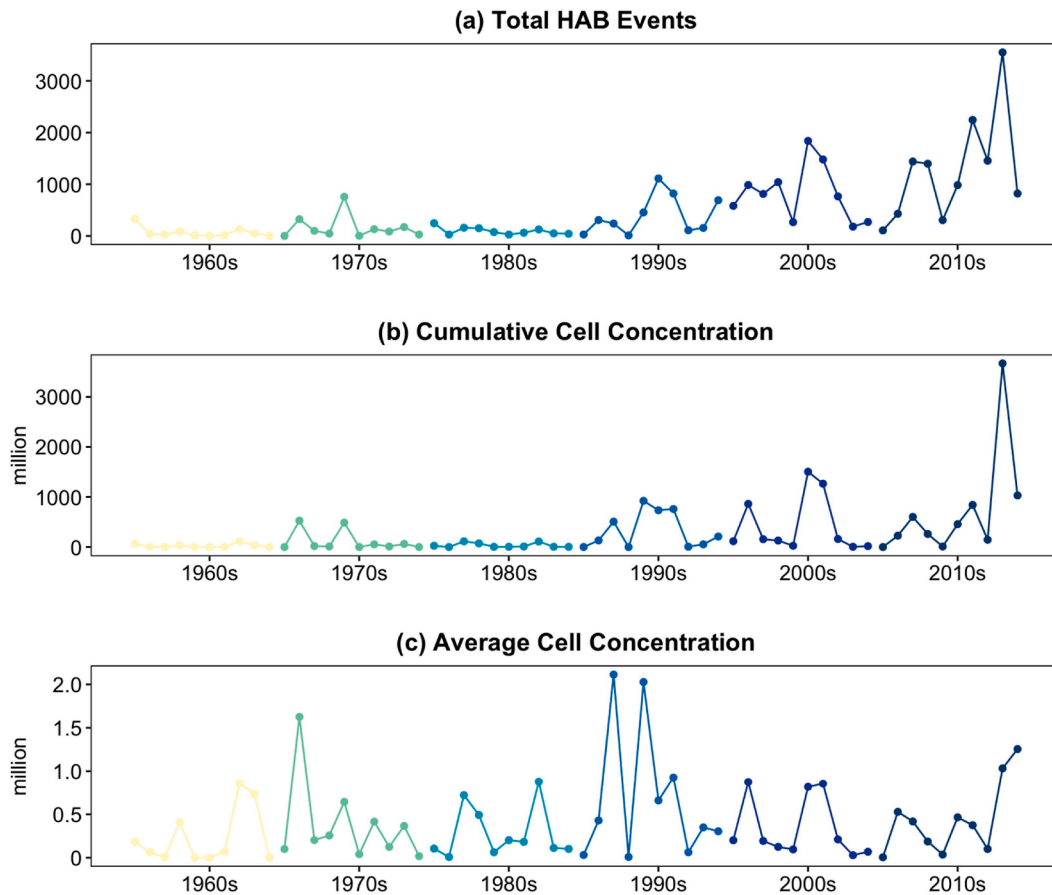 (a) Total HAB Events
3000
2000
1000
0
1960s 1970s 1980s 1990s 2000s 2010s
(b) Cumulative Cell Concentration
million
3000
2000
1000
0
1960s 1970s 1980s 1990s 2000s 2010s
(c) Average Cell Concentration
million
2.0
1.5
1.0
0.5
0
1960s 1970s 1980s 1990s 2000s 2010s